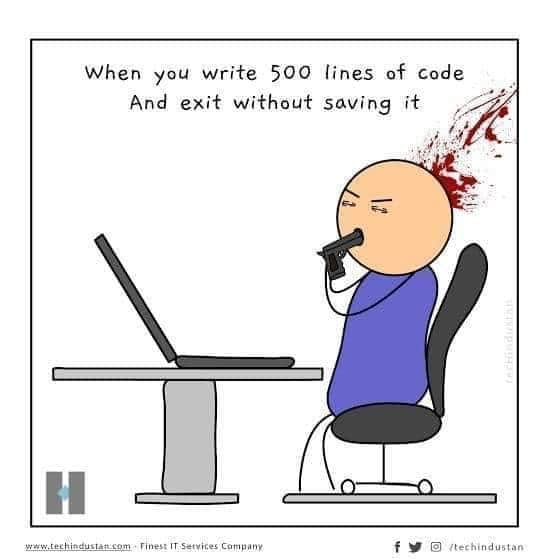 When you write 500 lines of code
And exit without saving it
techindustan
www.techindustan.com - Finest IT Services Company
/techindustan